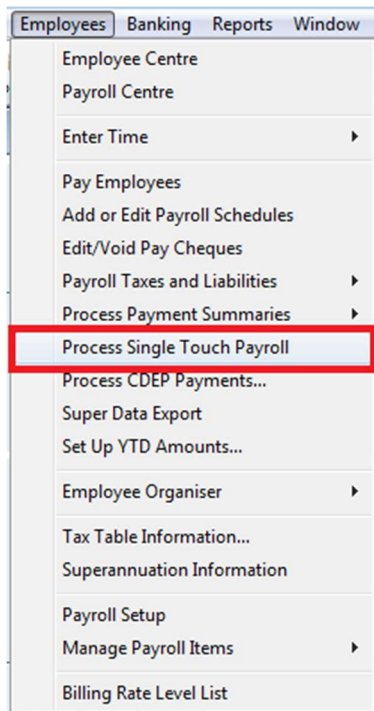 Employees Banking Reports Window
Employee Centre
Payroll Centre
Enter Time
Pay Employees
Add or Edit Payroll Schedules
Edit/Void Pay Cheques
Payroll Taxes and Liabilities
Process Payment Summaries
Process Single Touch Payroll
Process CDEP Payments...
Super Data Export
Set Up YTD Amounts...
Employee Organiser
Tax Table Information...
Superannuation Information
Payroll Setup
Manage Payroll Items
Billing Rate Level List